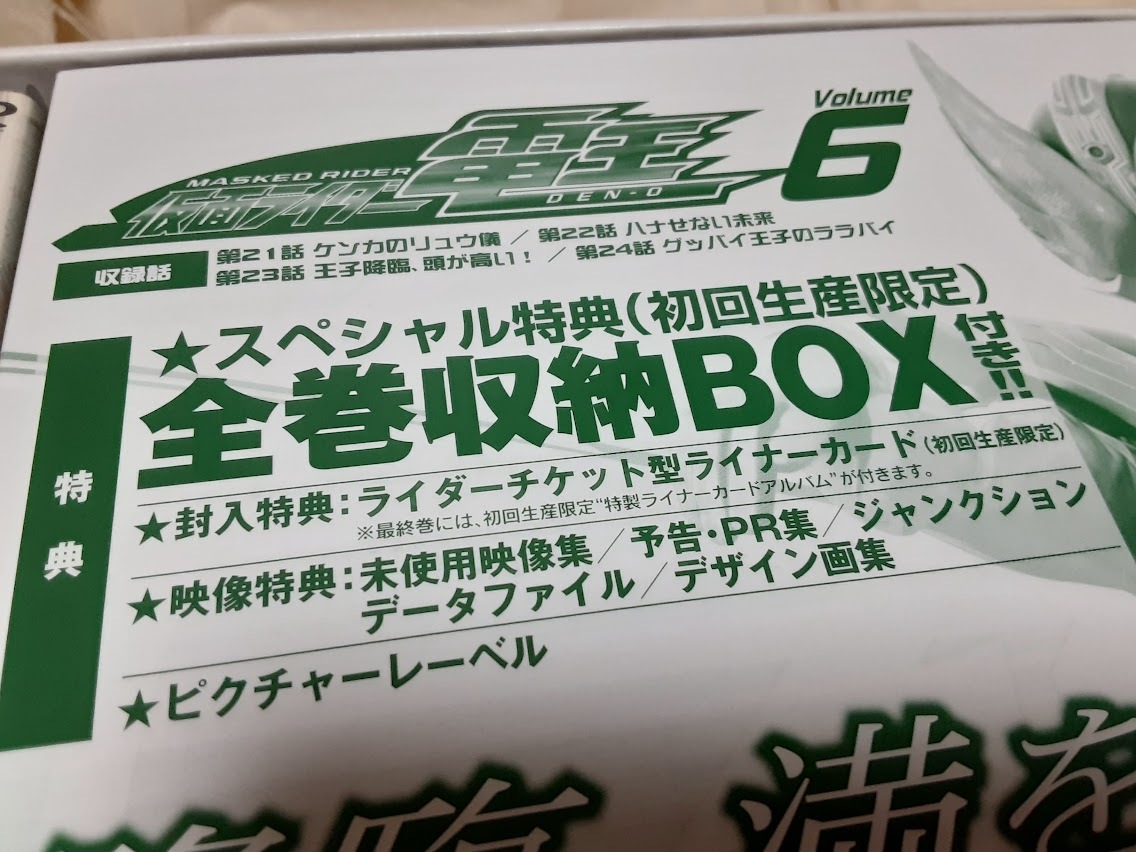 Volume
6
MASKED RIDER
仮面ライダー電王
DEN-O
収録話
第21話 ケンカのリュウ儀 / 第22話 ハナせない未来
第23話 王子降臨、頭が高い! / 第24話 グッバイ王子のララバイ
特典
★スペシャル特典(初回生産限定)
全巻収納BOX付き!!
★封入特典:ライダーチケット型ライナーカード(初回生産限定)
※最終巻には、初回生産限定“特製ライナーカードアルバム”が付きます。
★映像特典:未使用映像集/予告・PR集/ジャンクション
データファイル/デザイン画集
★ピクチャーレーベル
臨、満を